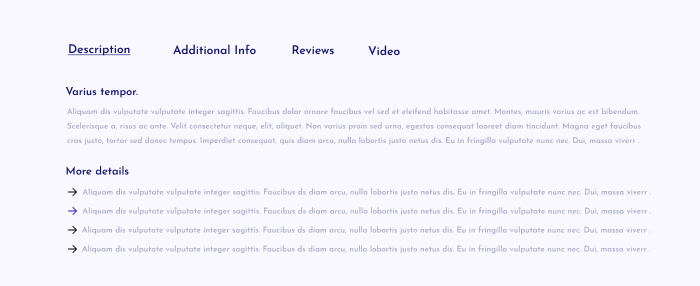 Description Additional Info Reviews Video
Varius tempor.
Aliquam dis vulputate vulputate integer sagittis. Faucibus dolor ornare faucibus vel sed et eleifend habitasse amet. Montes, mauris varius ac est bibendum.
Scelerisque a, risus ac ante. Velit consectetur neque, elit, aliquet. Non varius proin sed urna, egestas consequat laoreet diam tincidunt. Magna eget faucibus
cras justo, tortor sed donec tempus. Imperdiet consequat, quis diam arcu, nulla lobortis justo netus dis. Eu in fringilla vulputate nunc nec. Dui, massa viverr .
More details
Aliquam dis vulputate vulputate integer sagittis. Faucibus ds diam arcu, nulla lobortis justo netus dis. Eu in fringilla vulputate nunc nec. Dui, massa viverr .
Aliquam dis vulputate vulputate integer sagittis. Faucibus ds diam arcu, nulla lobortis justo netus dis. Eu in fringilla vulputate nunc nec. Dui, massa viverr .
Aliquam dis vulputate vulputate integer sagittis. Faucibus ds diam arcu, nulla lobortis justo netus dis. Eu in fringilla vulputate nunc nec. Dui, massa viverr .
Aliquam dis vulputate vulputate integer sagittis. Faucibus ds diam arcu, nulla lobortis justo netus dis. Eu in fringilla vulputate nunc nec. Dui, massa viverr .